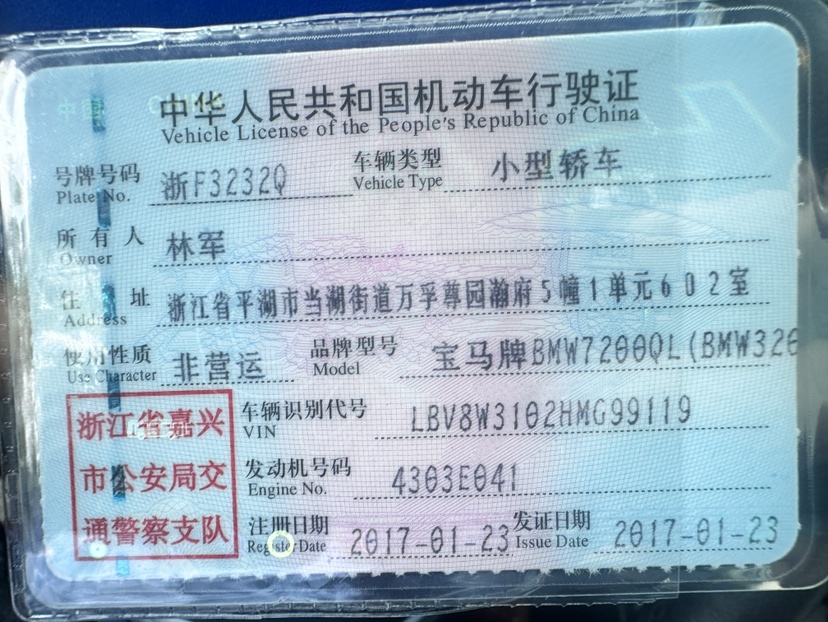 中华人民共和国机动车行驶证
Vehicle License of the People's Republic of China
号牌号码 浙F3232Q 车辆类型 小型轿车
Plate No. Vehicle Type
所有人 林军
Owner
住址 浙江省平湖市当湖街道万孚尊园瀚府5幢1单元602室
Address
使用性质 非营运 品牌型号 宝马牌BMW7200QL(BMW320
Use Character Model
浙江省嘉兴
市公安局交
通警察支队
车辆识别代号 LBV8W3102HMG99119
VIN
发动机号码 4303E041
Engine No.
注册日期 2017-01-23 发证日期 2017-01-23
Register Date Issue Date